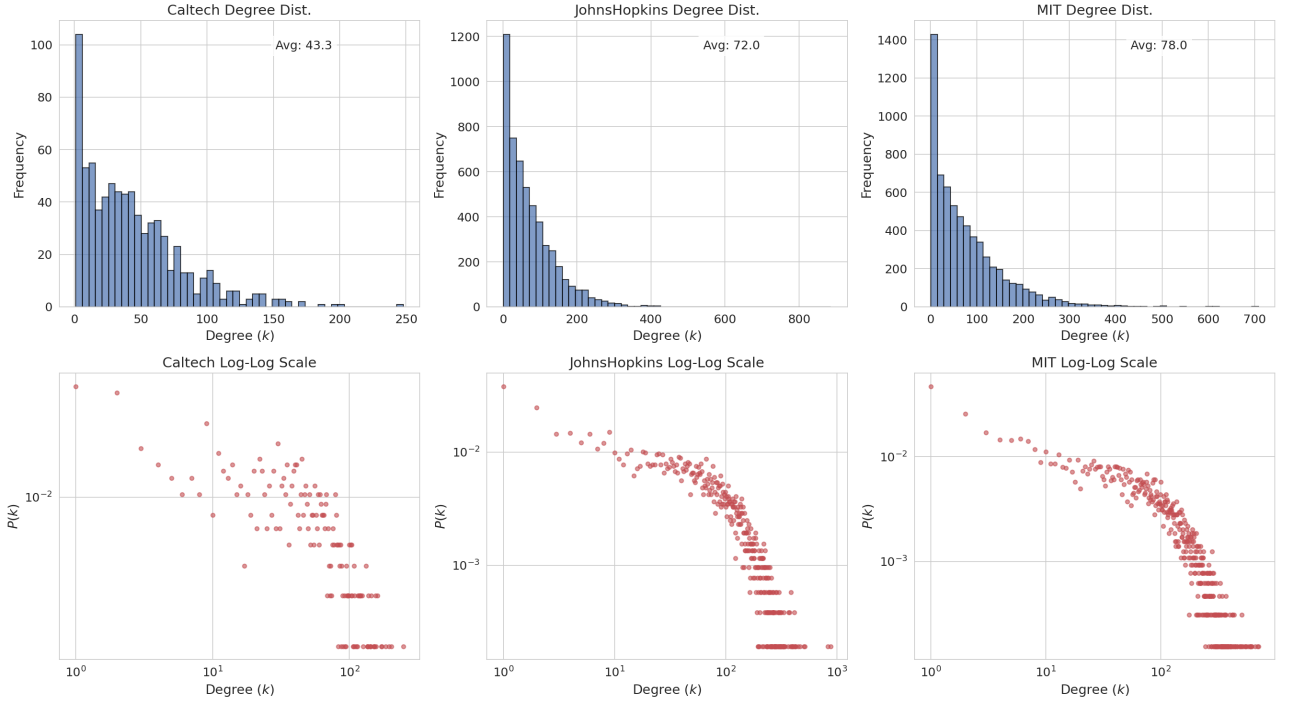 Caltech Degree Dist.
Avg: 43.3
Frequency
100
80
60
40
20
0
0 50 100 150 200 250
Degree (k)
JohnsHopkins Degree Dist.
Avg: 72.0
Frequency
1200
1000
800
600
400
200
0
0 200 400 600 800
Degree (k)
MIT Degree Dist.
Avg: 78.0
Frequency
1400
1200
1000
800
600
400
200
0
0 100 200 300 400 500 600 700
Degree (k)
Caltech Log-Log Scale
P(k)
10⁻²
10⁰ 10¹ 10²
Degree (k)
JohnsHopkins Log-Log Scale
P(k)
10⁻²
10⁻³
10⁰ 10¹ 10² 10³
Degree (k)
MIT Log-Log Scale
P(k)
10⁻²
10⁻³
10⁰ 10¹ 10²
Degree (k)